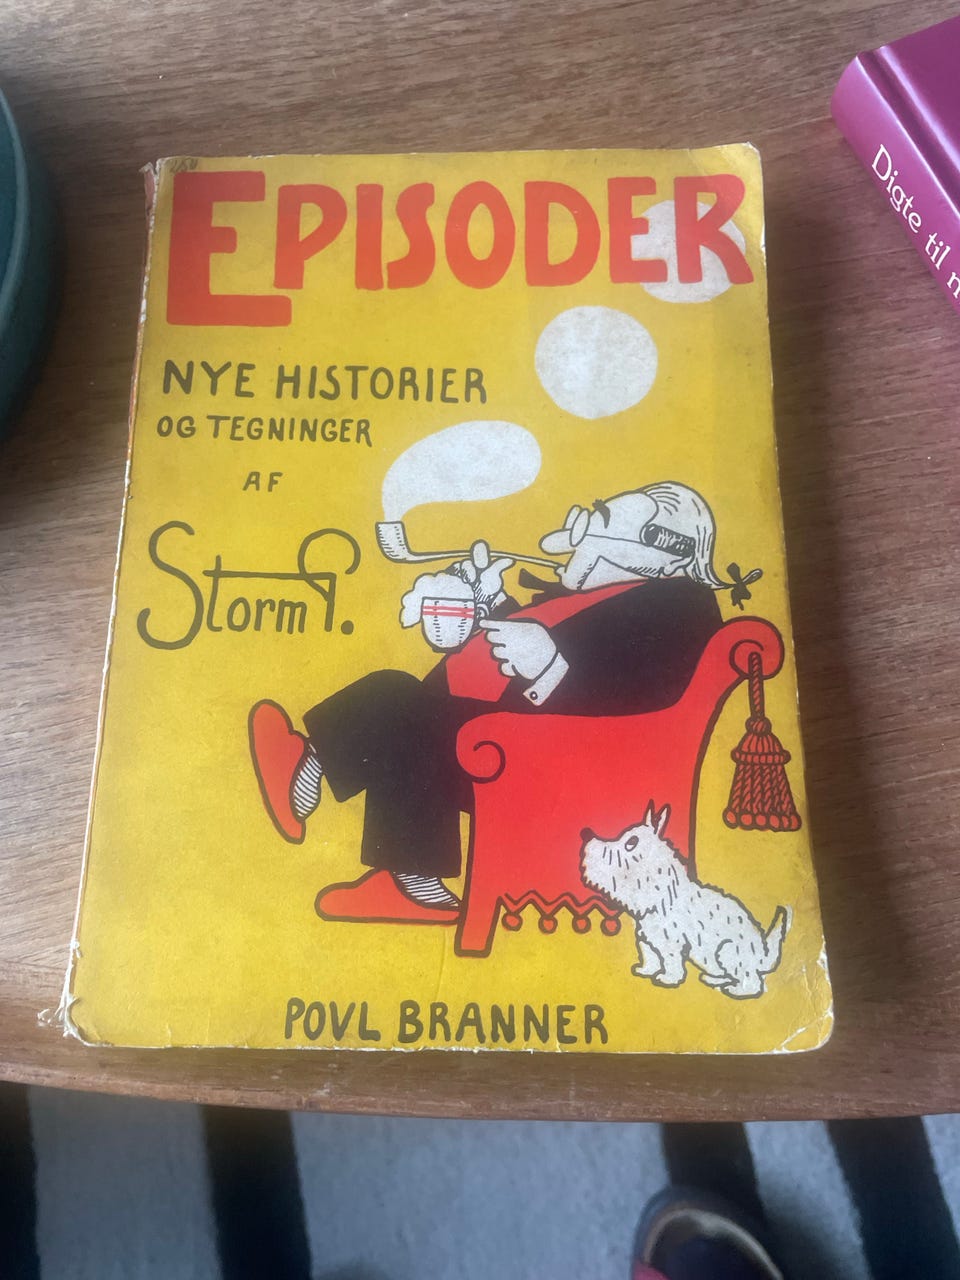 EPISODER
NYE HISTORIER
OG TEGNINGER
AF
Storm P.
POVL BRANNER
Digte til